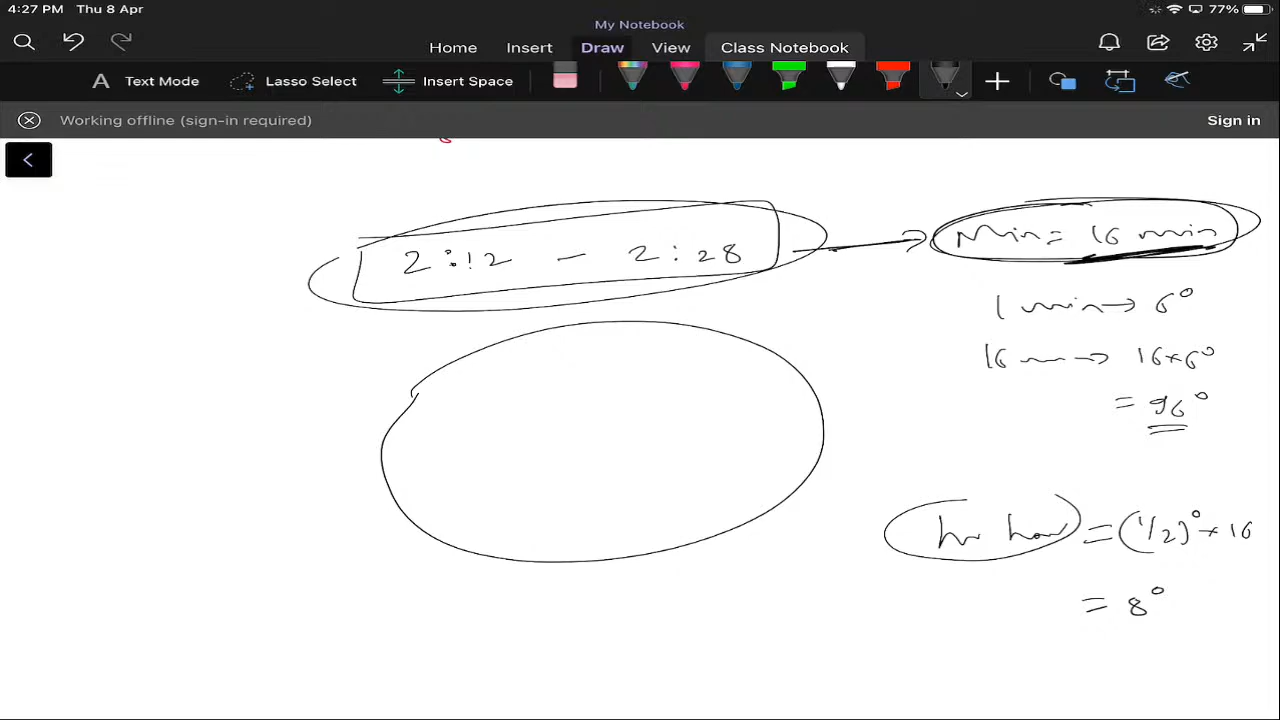 4:27 PM Thu 8 Apr
77%
My Notebook
Home Insert Draw View Class Notebook
Text Mode Lasso Select Insert Space
Working offline (sign-in required) Sign in
2:12 - 2:28
Min = 16 min
1 min → 6°
16 m → 16×6°
= 96°
hr = (1/2)° × 16
= 8°